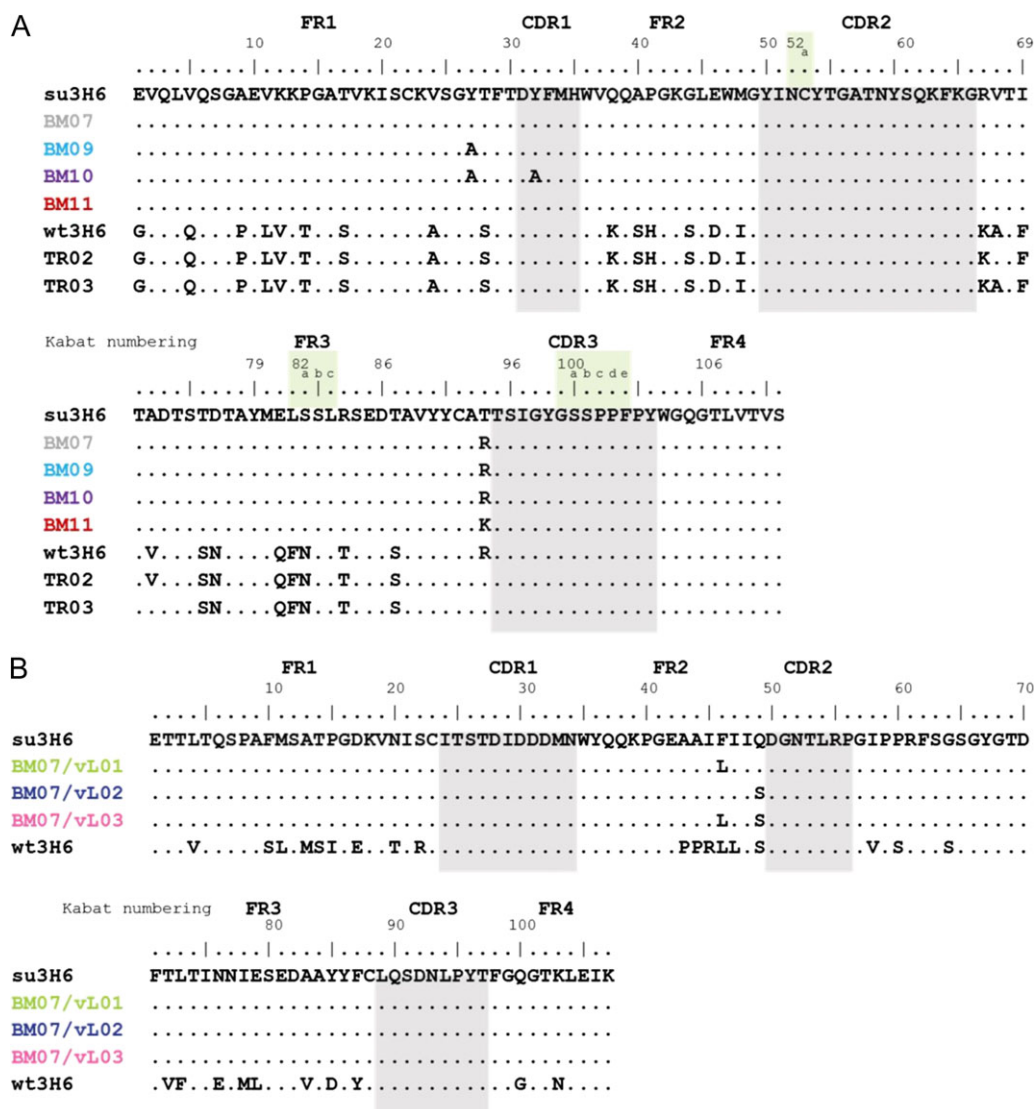 A
FR1 CDR1 FR2 CDR2
10 20 30 40 50 52 a 60 69
su3H6 EVQLVQSGAEVKKPGATVKISCKVSGYTFTDYFMHWVQQAPGKGLEWMGYINCYTGATNYSQKFKGRVTI
BM07 ......................................................................
BM09 ..........................A...........................................
BM10 ..........................A....A......................................
BM11 ......................................................................
wt3H6 G...Q...P.LV.T..S......A...S.........K.SH..S.D.I..................KA.F
TR02 G...Q...P.LV.T..S......A...S.........K.SH..S.D.I..................K..F
TR03 G...Q...P.LV.T..S......A...S.........K.SH..S.D.I..................KA.F
Kabat numbering FR3 CDR3 FR4
79 82 a b c 86 96 100 a b c d e 106
su3H6 TADTSTDTAYMELSSLRSEDTAVYYCATTSIGYGSSPPFPYWGQGTLVTVS
BM07 ...........................R.......................
BM09 ...........................R.......................
BM10 ...........................R.......................
BM11 ...........................K.......................
wt3H6 .V...SN....QFN..T...S......R.......................
TR02 .V...SN....QFN..T...S..............................
TR03 .....SN....QFN..T...S..............................
B
FR1 CDR1 FR2 CDR2
10 20 30 40 50 60 70
su3H6 ETTLTQSPAFMSATPGDKVNISCITSTDIDDDMNWYQQKPGEAAIFIIQDGNTLRPGIPPRFSGSGYGTD
BM07/vL01 .............................................L........................
BM07/vL02 ................................................S.....................
BM07/vL03 .............................................L..S.....................
wt3H6 ...V.....SL.MSI.E..T.R....................PPRLL.S........V.S...S......
Kabat numbering FR3 CDR3 FR4
80 90 100
su3H6 FTLTINNIESEDAAYYFCLQSDNLPYTFGQGTKLEIK
BM07/vL01 .....................................
BM07/vL02 .....................................
BM07/vL03 .....................................
wt3H6 .VF..E.ML...V.D.Y............G..N....